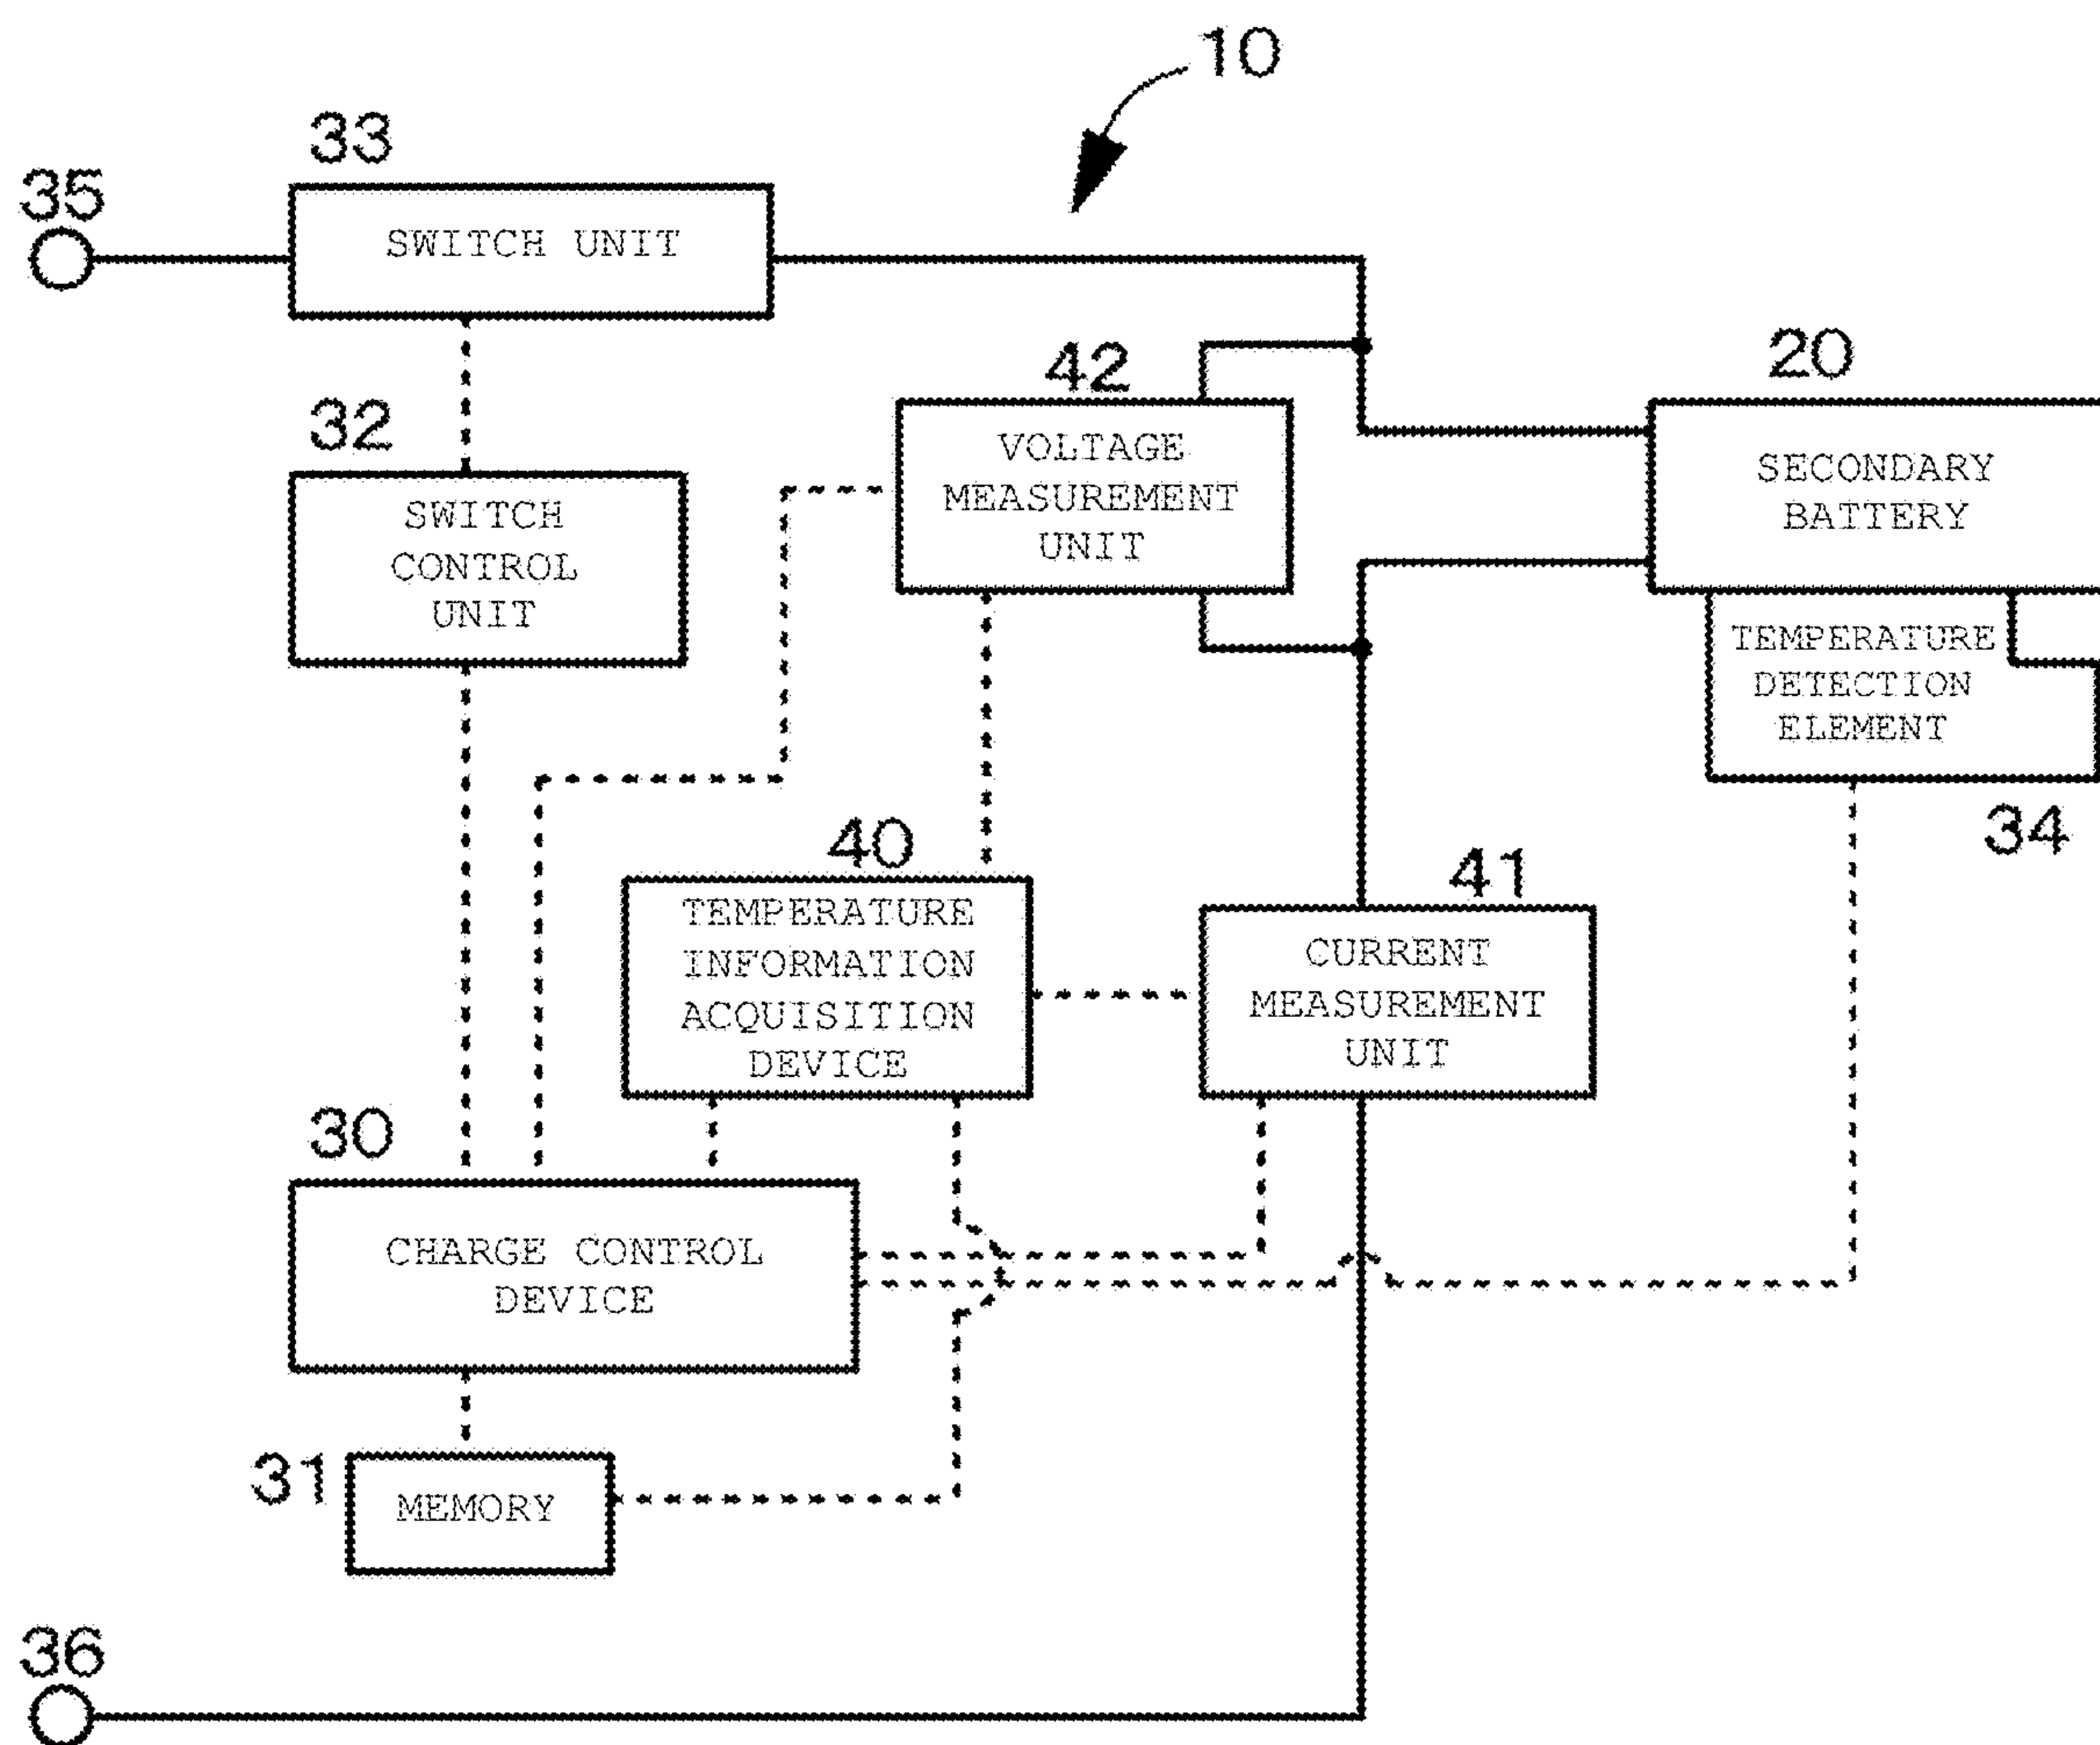 10
33
35
SWITCH UNIT
42
20
32
VOLTAGE
MEASUREMENT
UNIT
SECONDARY
BATTERY
SWITCH
CONTROL
UNIT
TEMPERATURE
DETECTION
ELEMENT
34
40
41
TEMPERATURE
INFORMATION
ACQUISITION
DEVICE
CURRENT
MEASUREMENT
UNIT
30
CHARGE CONTROL
DEVICE
31
MEMORY
36